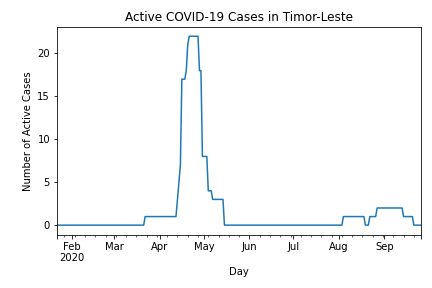 Active COVID-19 Cases in Timor-Leste
Number of Active Cases
20
15
10
5
0
Feb Mar Apr May Jun Jul Aug Sep
2020
Day